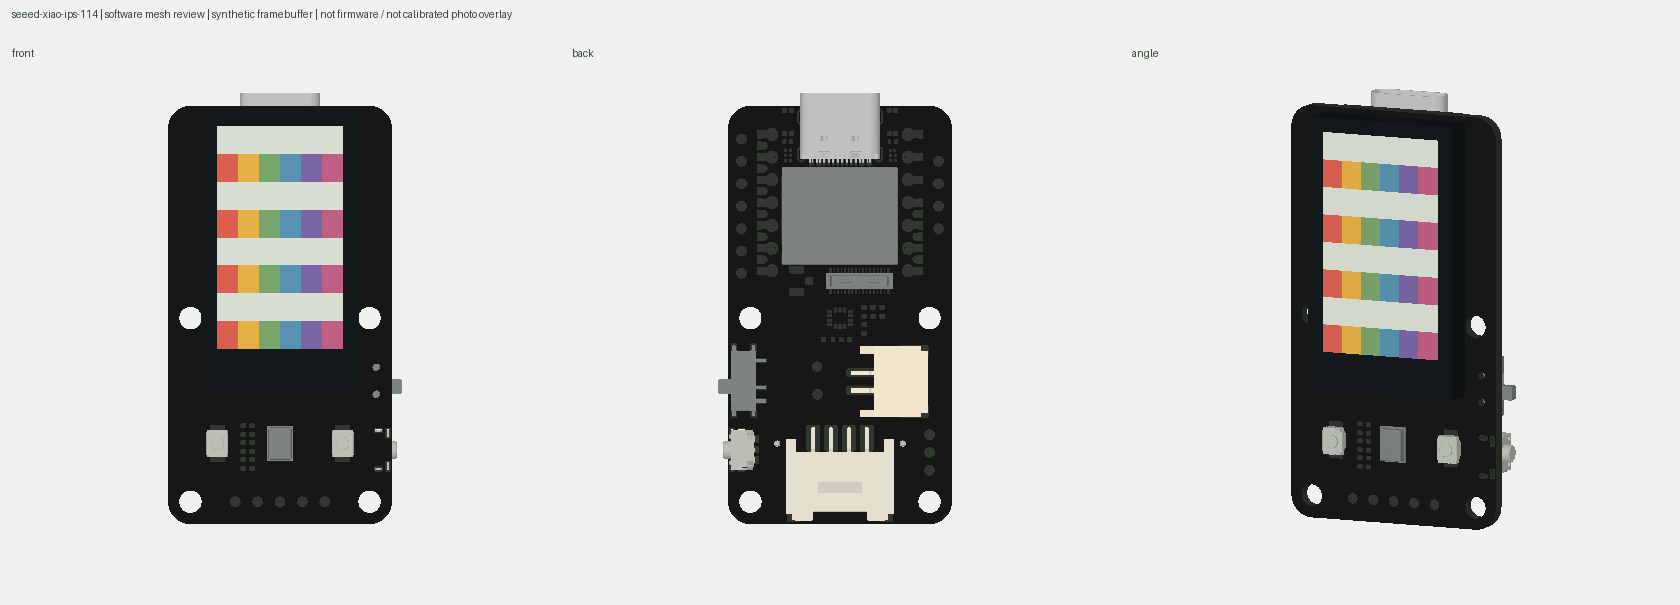 seeed-xiao-ips-114 | software mesh review | synthetic framebuffer | not firmware / not calibrated photo overlay
front
back
angle